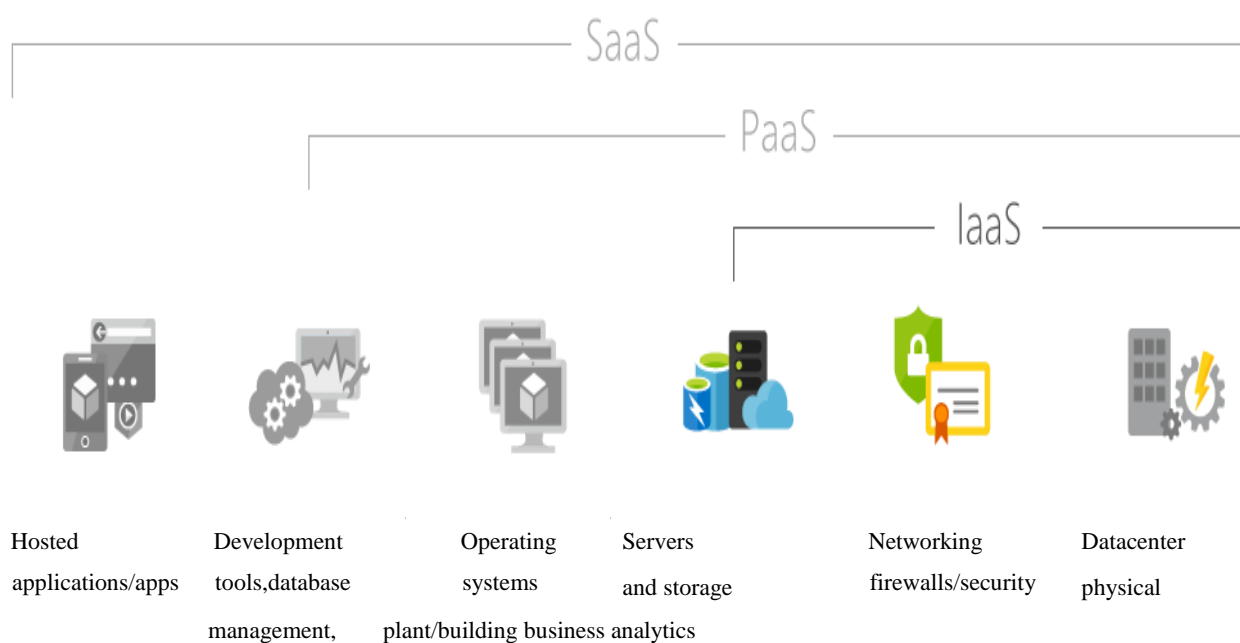 SaaS
PaaS
IaaS
Hosted Development Operating Servers Networking Datacenter
applications/apps tools,database systems and storage firewalls/security physical
management, plant/building business analytics